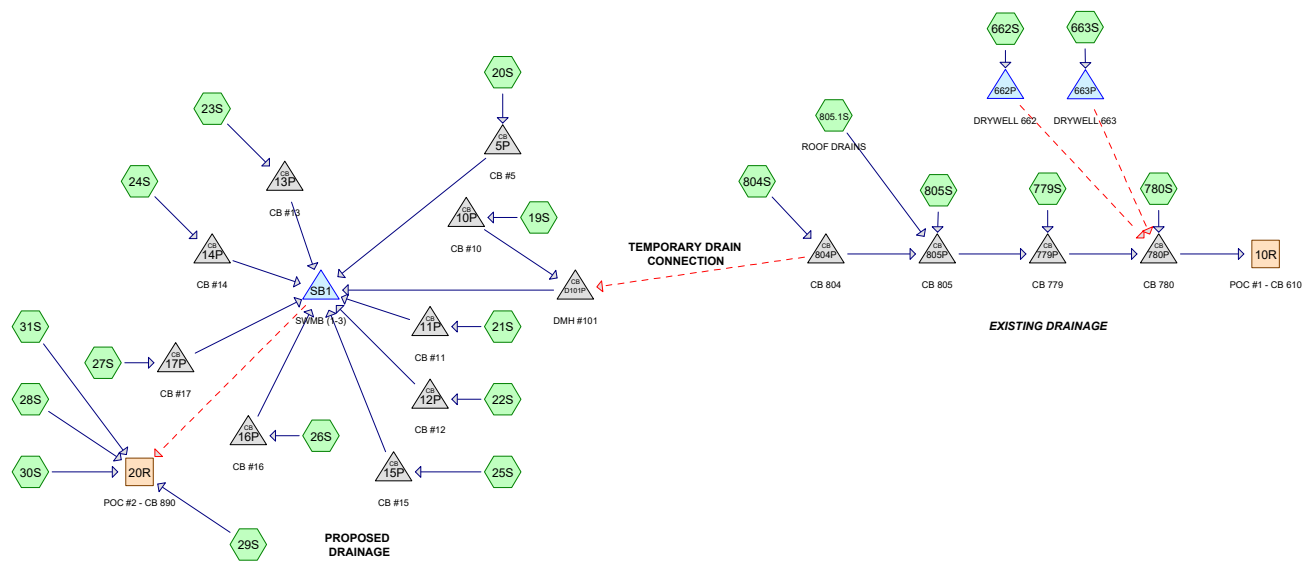 662S
663S
20S
662P
663P
23S
805.1S
DRYWELL 662
DRYWELL 663
CB
5P
ROOF DRAINS
CB #5
24S
CB
13P
804S
805S
779S
780S
CB #13
CB
10P
19S
CB
14P
CB #10
TEMPORARY DRAIN
CONNECTION
CB
804P
CB
805P
CB
779P
CB
780P
10R
CB #14
SB1
CB
D101P
CB 804
CB 805
CB 779
CB 780
POC #1 - CB 610
SWMB (1-3)
DMH #101
31S
CB
11P
21S
EXISTING DRAINAGE
27S
CB
17P
CB #11
CB #17
28S
CB
12P
22S
CB
16P
26S
CB #12
30S
20R
CB #16
CB
15P
25S
POC #2 - CB 890
CB #15
29S
PROPOSED
DRAINAGE